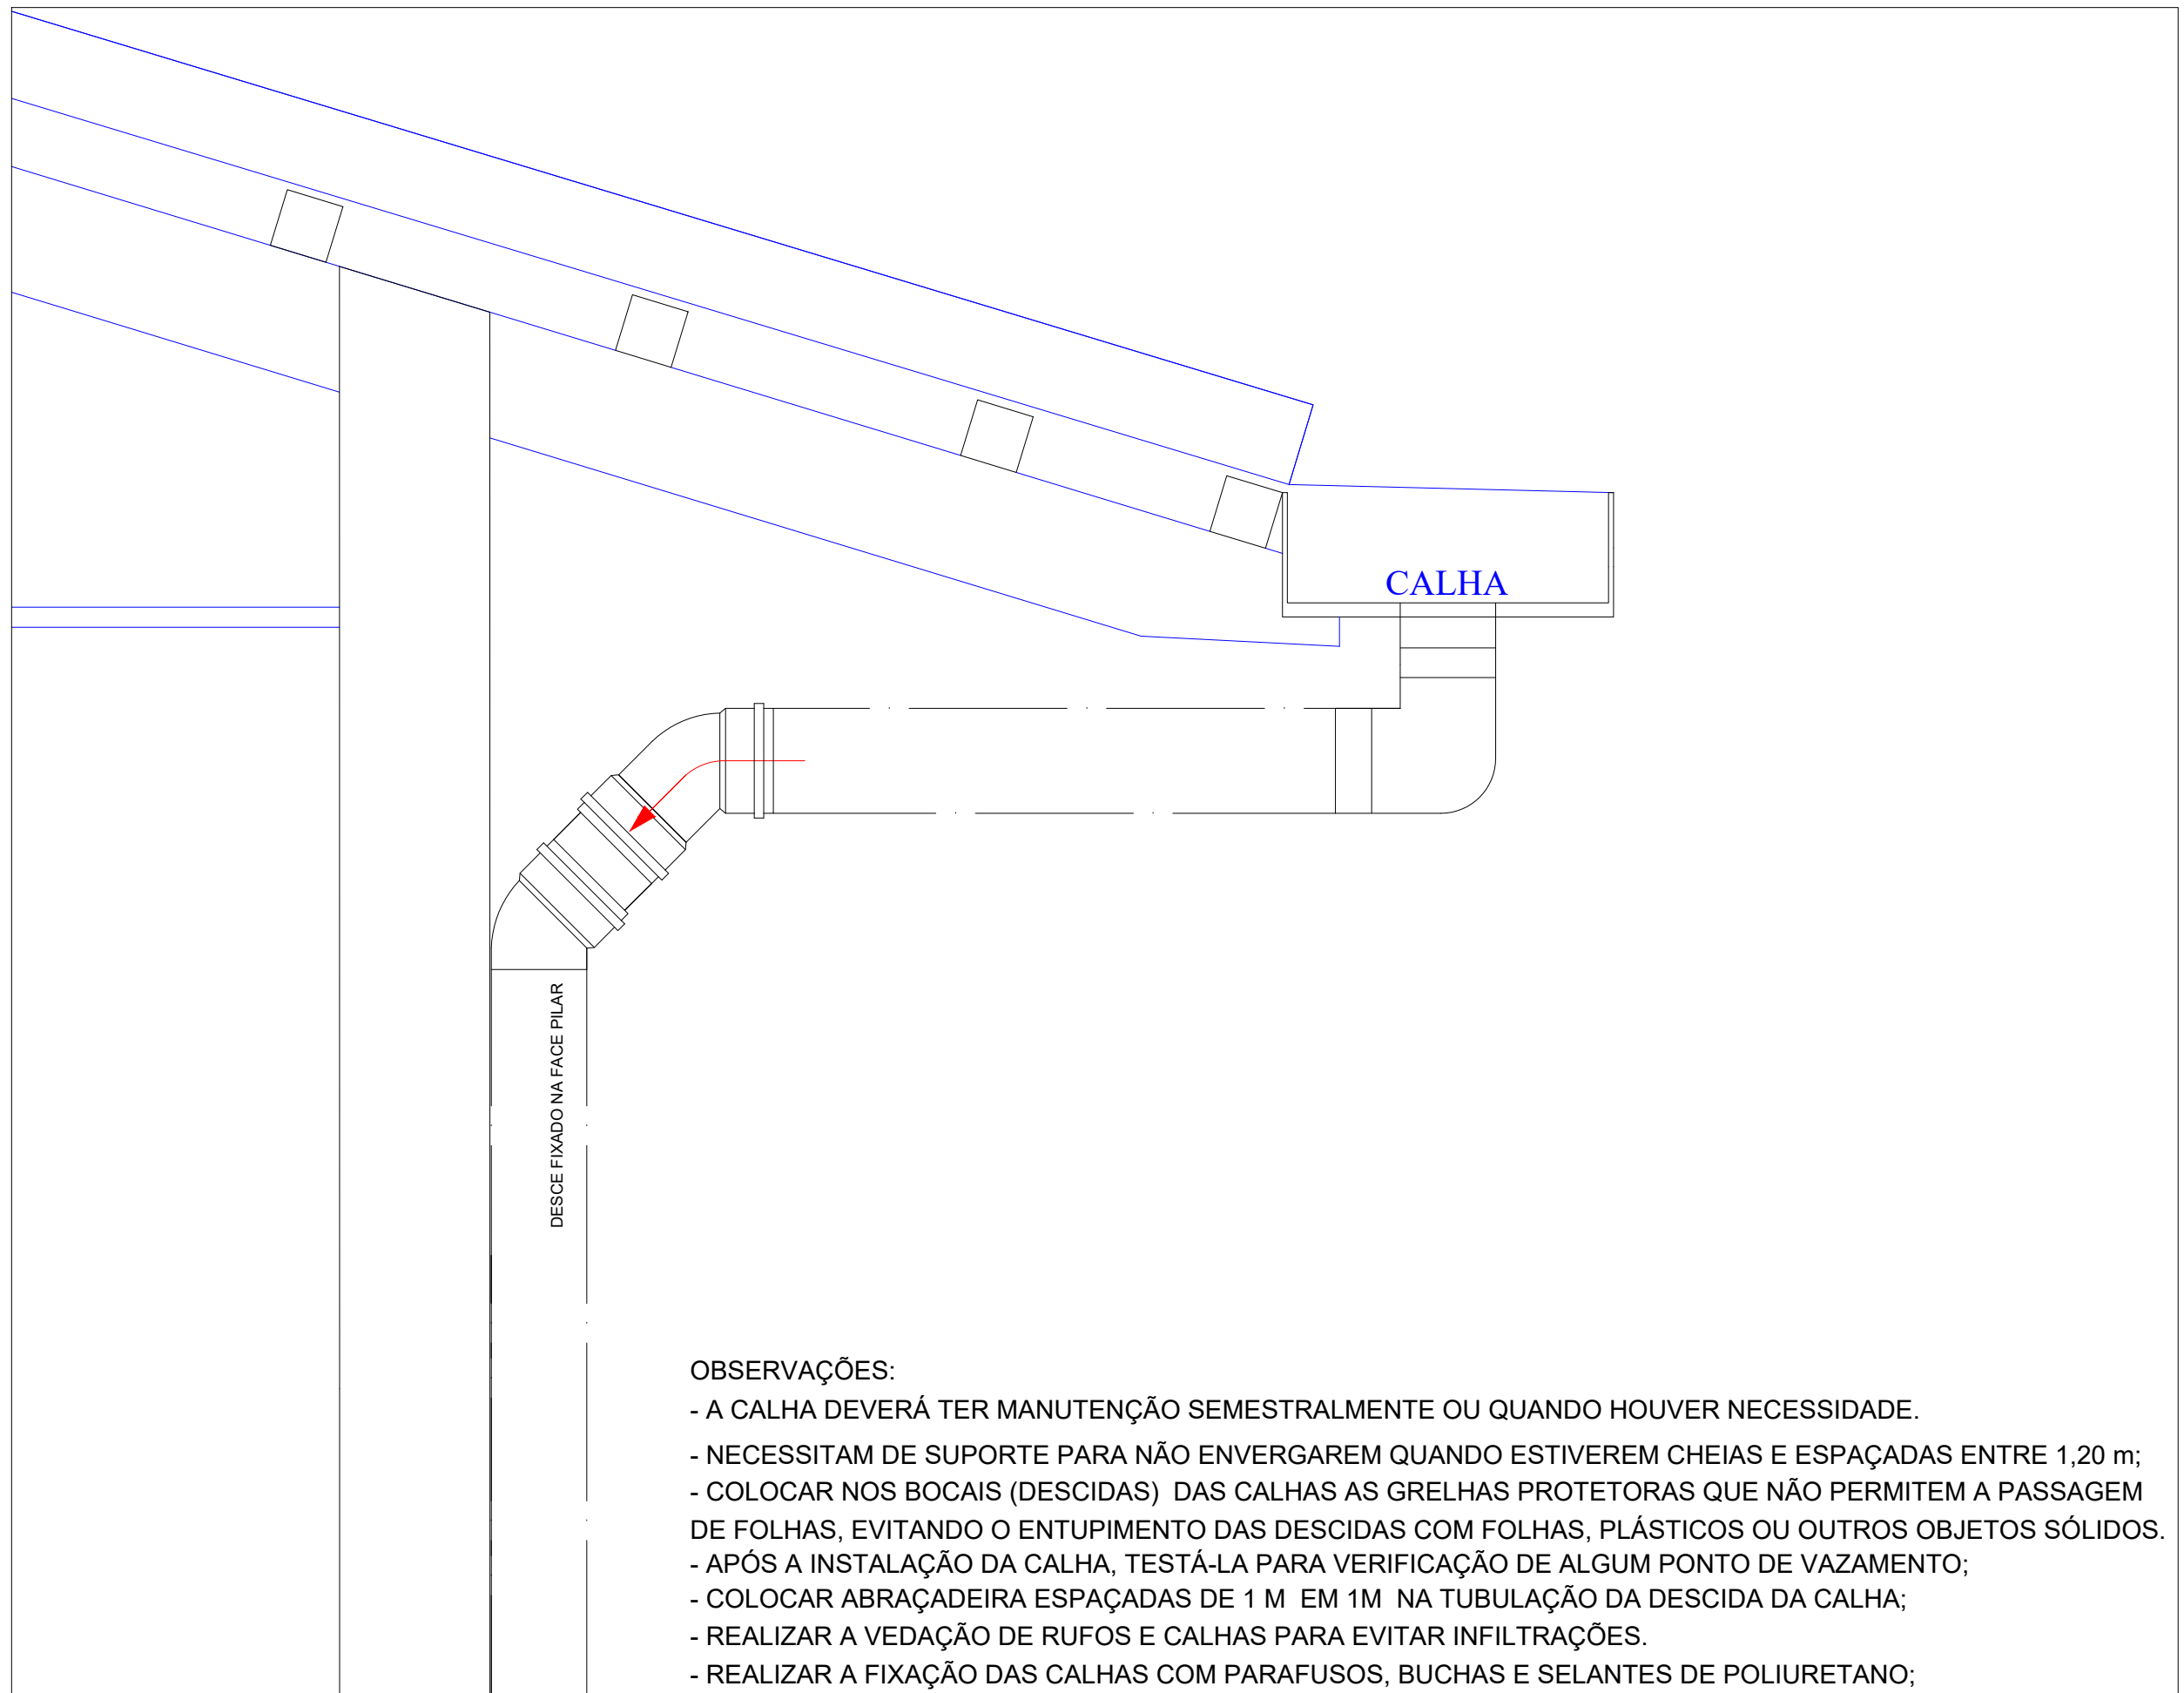 CALHA
DESCE FIXADO NA FACE PILAR
OBSERVAÇÕES:
- A CALHA DEVERÁ TER MANUTENÇÃO SEMESTRALMENTE OU QUANDO HOUVER NECESSIDADE.
- NECESSITAM DE SUPORTE PARA NÃO ENVERGAREM QUANDO ESTIVEREM CHEIAS E ESPAÇADAS ENTRE 1,20 m;
- COLOCAR NOS BOCAIS (DESCIDAS)  DAS CALHAS AS GRELHAS PROTETORAS QUE NÃO PERMITEM A PASSAGEM
DE FOLHAS, EVITANDO O ENTUPIMENTO DAS DESCIDAS COM FOLHAS, PLÁSTICOS OU OUTROS OBJETOS SÓLIDOS.
- APÓS A INSTALAÇÃO DA CALHA, TESTÁ-LA PARA VERIFICAÇÃO DE ALGUM PONTO DE VAZAMENTO;
- COLOCAR ABRAÇADEIRA ESPAÇADAS DE 1 M  EM 1M  NA TUBULAÇÃO DA DESCIDA DA CALHA;
- REALIZAR A VEDAÇÃO DE RUFOS E CALHAS PARA EVITAR INFILTRAÇÕES.
- REALIZAR A FIXAÇÃO DAS CALHAS COM PARAFUSOS, BUCHAS E SELANTES DE POLIURETANO;